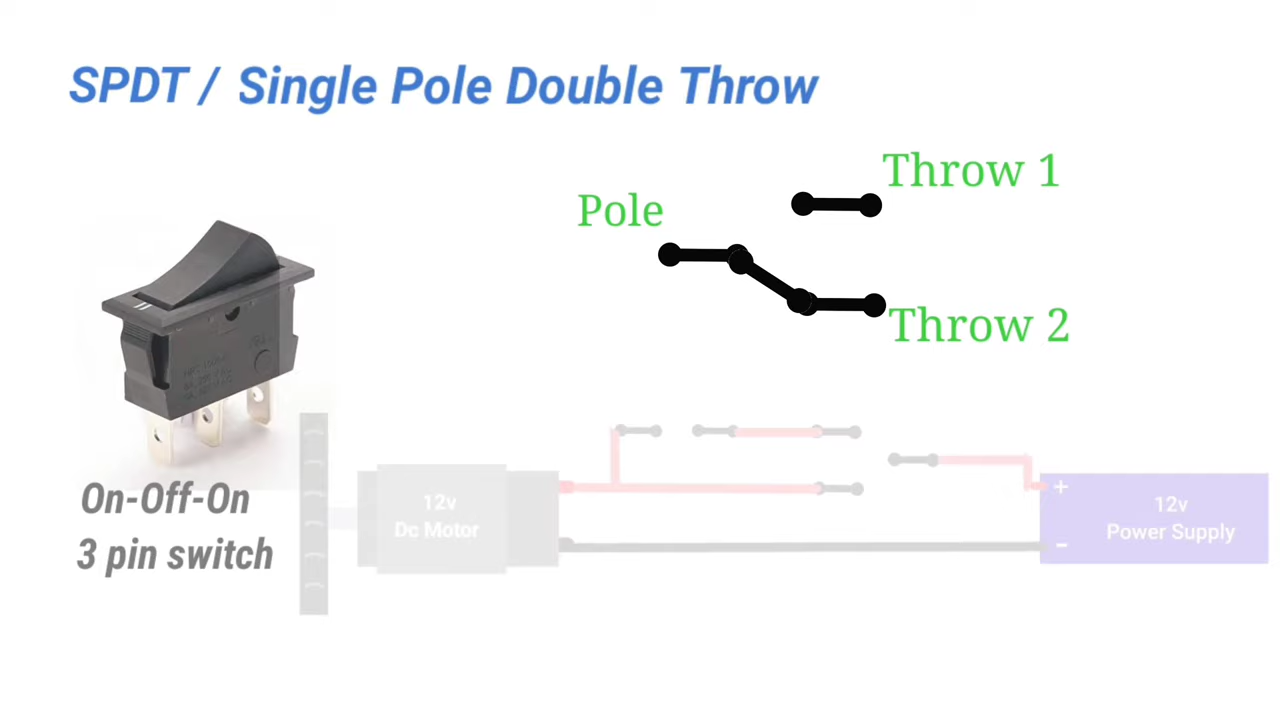 SPDT / Single Pole Double Throw
Throw 1
Pole
Throw 2
On-Off-On
3 pin switch
12v
Dc Motor
+
12v
Power Supply
-